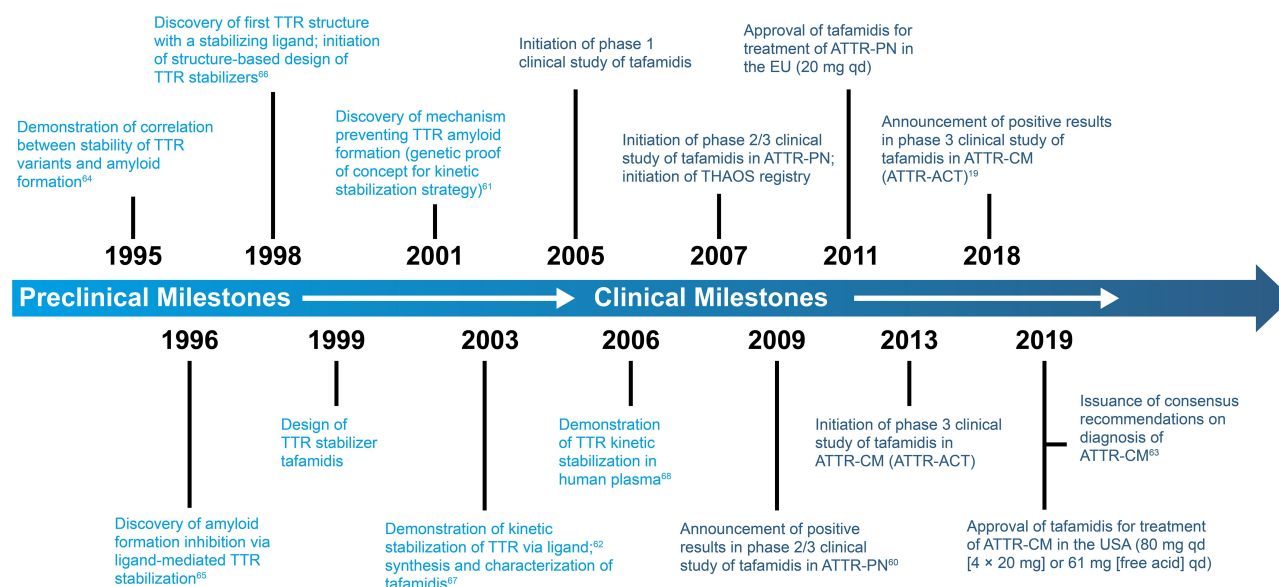 Discovery of first TTR structure
with a stabilizing ligand; initiation
of structure-based design of
TTR stabilizers⁶⁶
Initiation of phase 1
clinical study of tafamidis
Approval of tafamidis for
treatment of ATTR-PN in
the EU (20 mg qd)
Demonstration of correlation
between stability of TTR
variants and amyloid
formation⁶⁴
Discovery of mechanism
preventing TTR amyloid
formation (genetic proof
of concept for kinetic
stabilization strategy)⁶¹
Initiation of phase 2/3 clinical
study of tafamidis in ATTR-PN;
initiation of THAOS registry
Announcement of positive results
in phase 3 clinical study of
tafamidis in ATTR-CM
(ATTR-ACT)¹⁹
1995 1998 2001 2005 2007 2011 2018
Preclinical Milestones Clinical Milestones
1996 1999 2003 2006 2009 2013 2019
Design of
TTR stabilizer
tafamidis
Demonstration
of TTR kinetic
stabilization in
human plasma⁶⁸
Initiation of phase 3 clinical
study of tafamidis in
ATTR-CM (ATTR-ACT)
Issuance of consensus
recommendations on
diagnosis of
ATTR-CM⁶³
Discovery of amyloid
formation inhibition via
ligand-mediated TTR
stabilization⁶⁵
Demonstration of kinetic
stabilization of TTR via ligand;⁶²
synthesis and characterization of
tafamidis⁶⁷
Announcement of positive
results in phase 2/3 clinical
study of tafamidis in ATTR-PN⁶⁰
Approval of tafamidis for treatment
of ATTR-CM in the USA (80 mg qd
[4 × 20 mg] or 61 mg [free acid] qd)